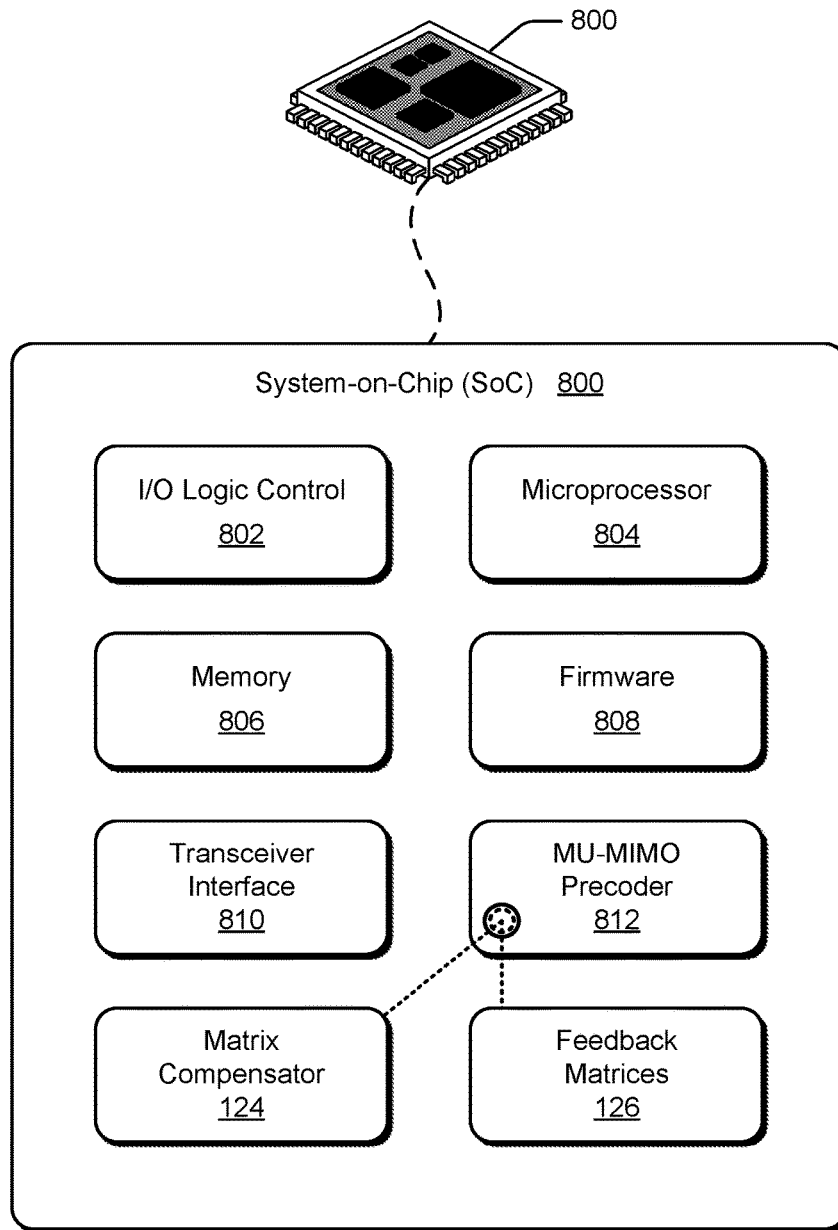 800
System-on-Chip (SoC) 800
I/O Logic Control
802
Microprocessor
804
Memory
806
Firmware
808
Transceiver
Interface
810
MU-MIMO
Precoder
812
Matrix
Compensator
124
Feedback
Matrices
126